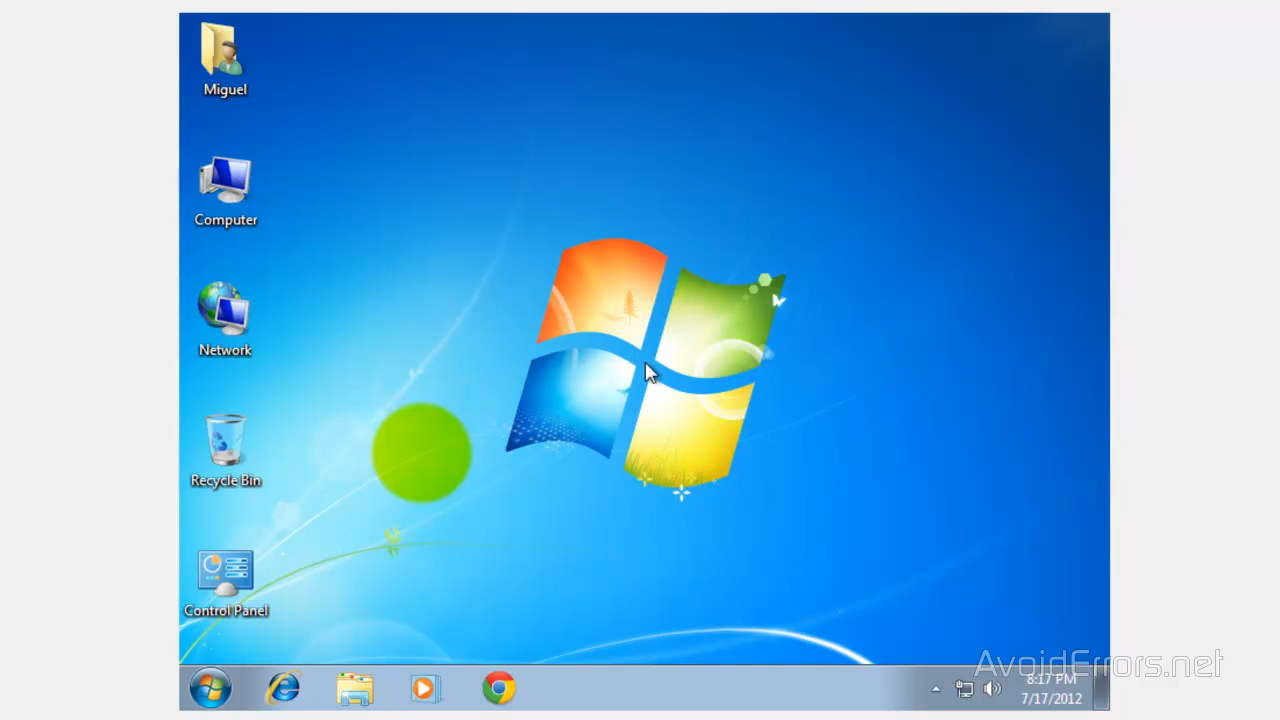 Miguel
Computer
Network
Recycle Bin
Control Panel
AvoidErrors.net
8:17 PM
7/17/2012